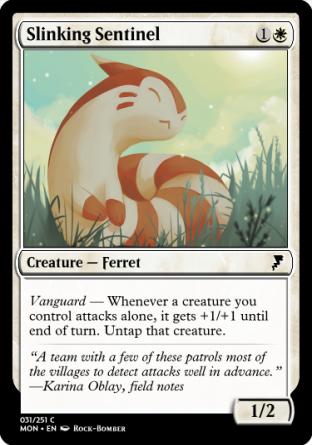 Slinking Sentinel 1
Creature — Ferret
Vanguard — Whenever a creature you
control attacks alone, it gets +1/+1 until
end of turn. Untap that creature.
“A team with a few of these patrols most of
the villages to detect attacks well in advance.”
—Karina Oblay, field notes
1/2
031/251 C
MON • EN Rock-Bomber